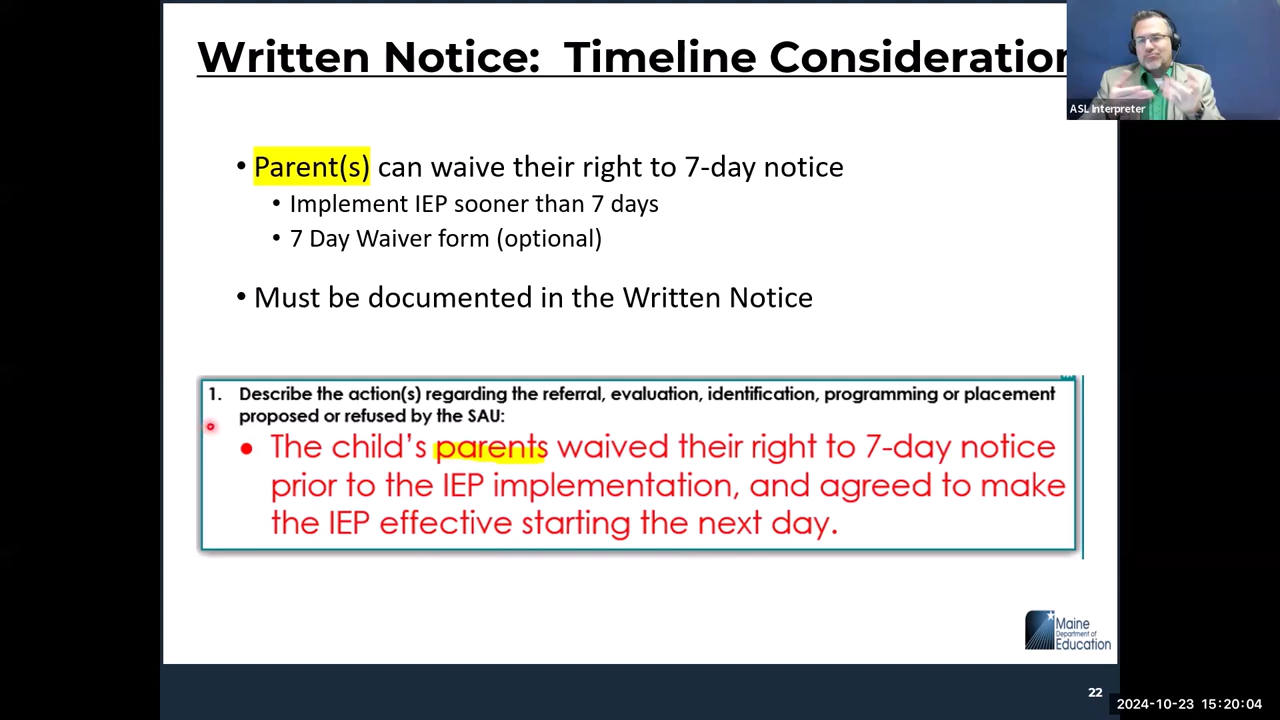 Written Notice: Timeline Consideration
ASL Interpreter
• Parent(s) can waive their right to 7-day notice
• Implement IEP sooner than 7 days
• 7 Day Waiver form (optional)
• Must be documented in the Written Notice
1. Describe the action(s) regarding the referral, evaluation, identification, programming or placement
proposed or refused by the SAU:
• The child's parents waived their right to 7-day notice
prior to the IEP implementation, and agreed to make
the IEP effective starting the next day.
Maine
Department of
Education
22
2024-10-23 15:20:04